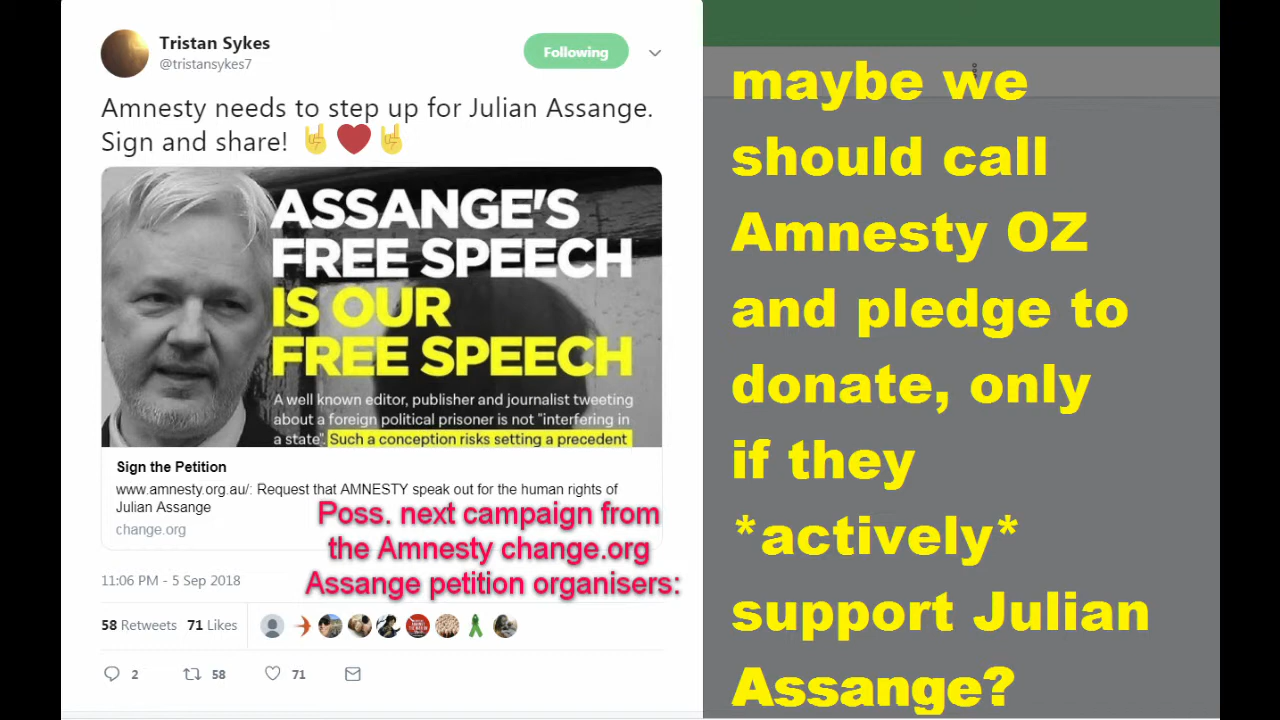 Tristan Sykes
@tristansykes7
Following
Amnesty needs to step up for Julian Assange.
Sign and share! 🤘❤️🤘
ASSANGE'S
FREE SPEECH
IS OUR
FREE SPEECH
A well known editor, publisher and journalist tweeting
about a foreign political prisoner is not "interfering in
a state". Such a conception risks setting a precedent
Sign the Petition
www.amnesty.org.au/: Request that AMNESTY speak out for the human rights of
Julian Assange
change.org
Poss. next campaign from
the Amnesty change.org
Assange petition organisers:
11:06 PM - 5 Sep 2018
58 Retweets 71 Likes
2 58 71
maybe we
should call
Amnesty OZ
and pledge to
donate, only
if they
*actively*
support Julian
Assange?